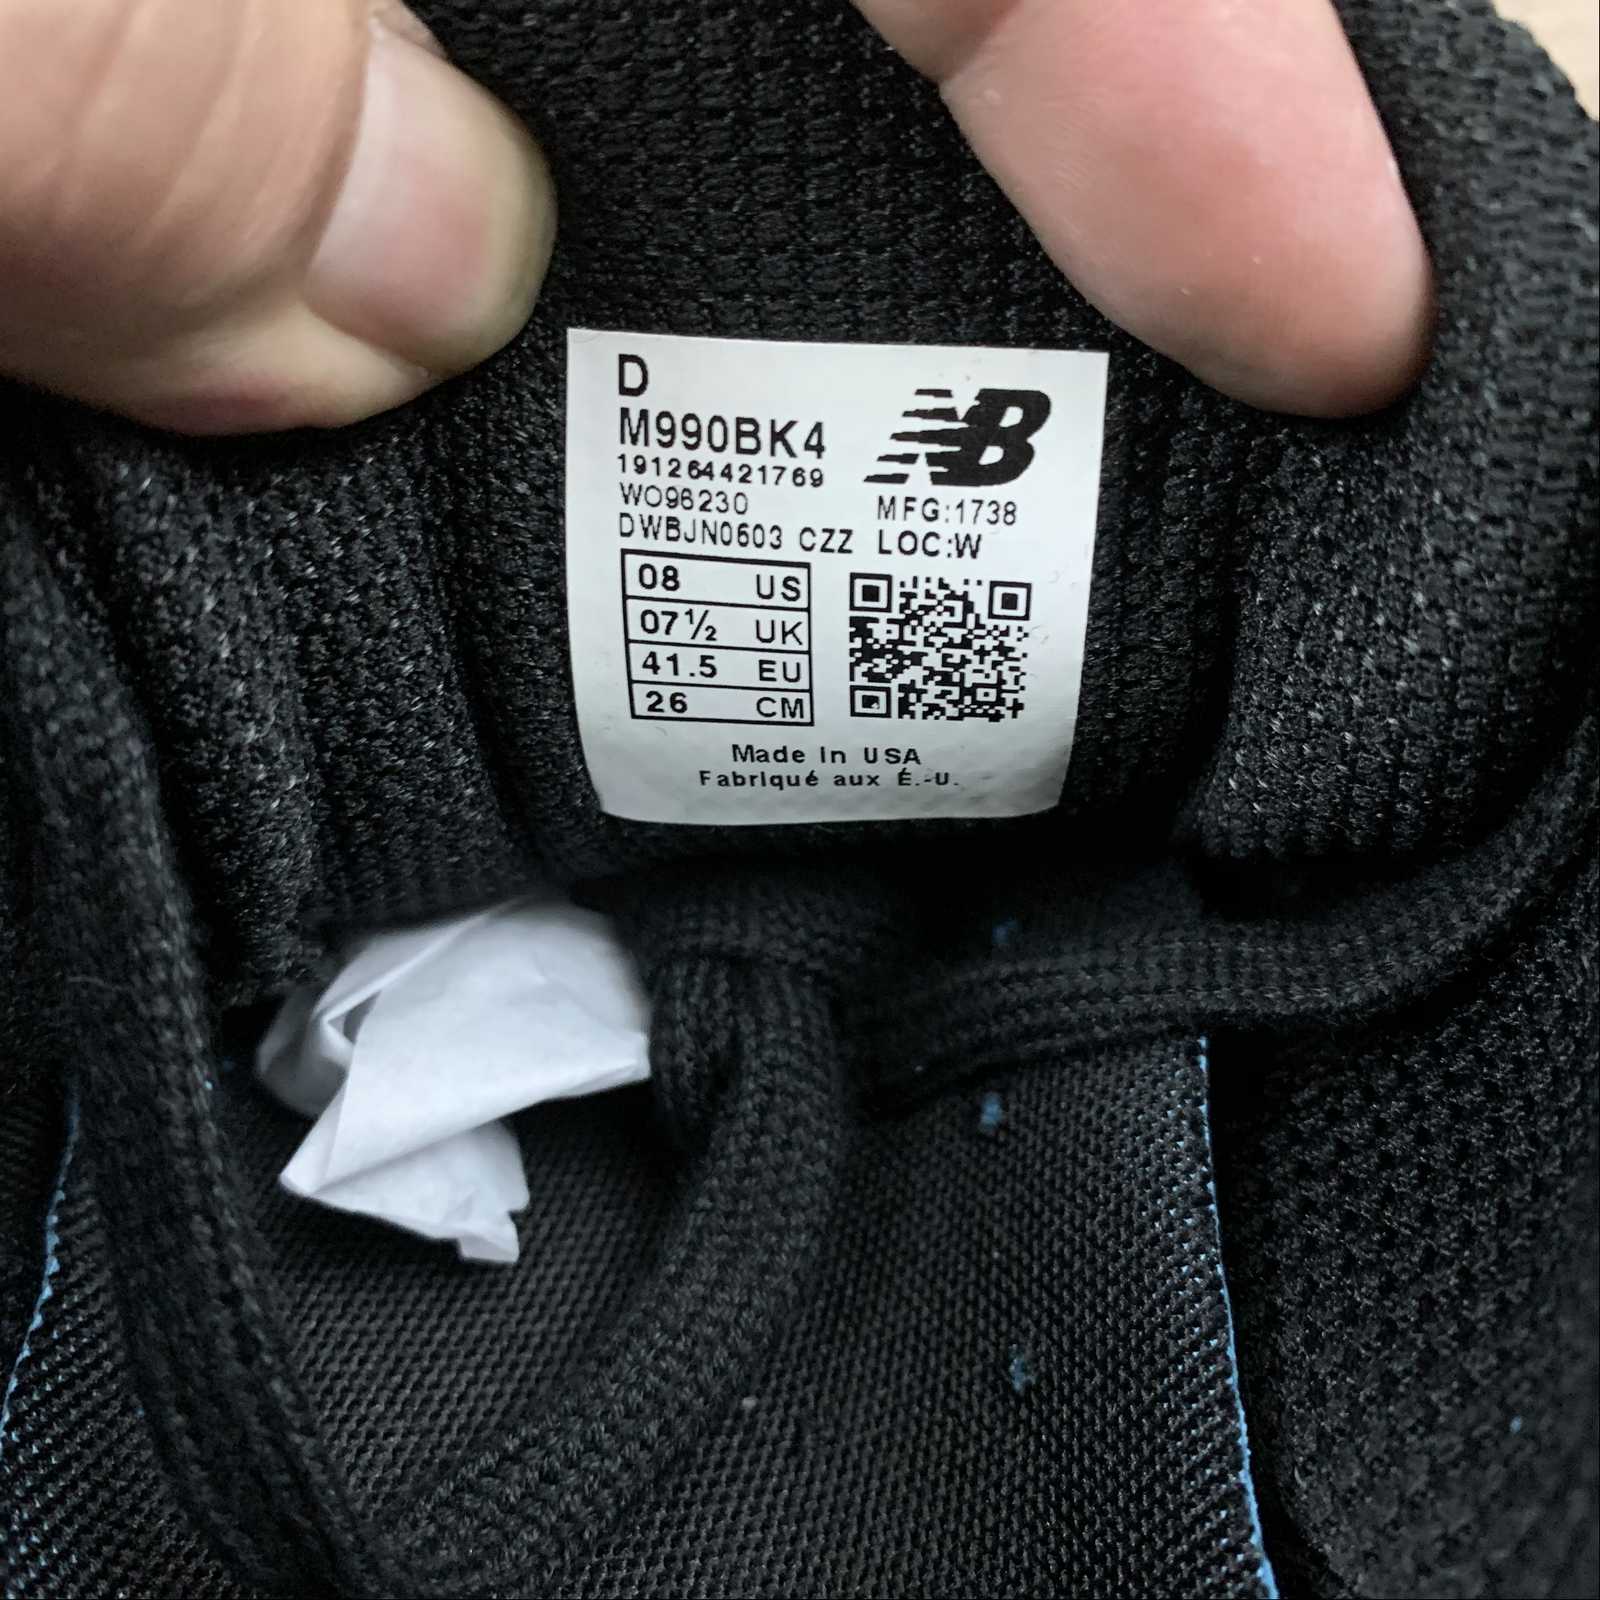 D
M990BK4
NB
191264421769
WO96230
MFG:1738
DWBJN0603 CZZ LOC:W
08 US
07½ UK
41.5 EU
26 CM
Made In USA
Fabriqué aux É.-U.